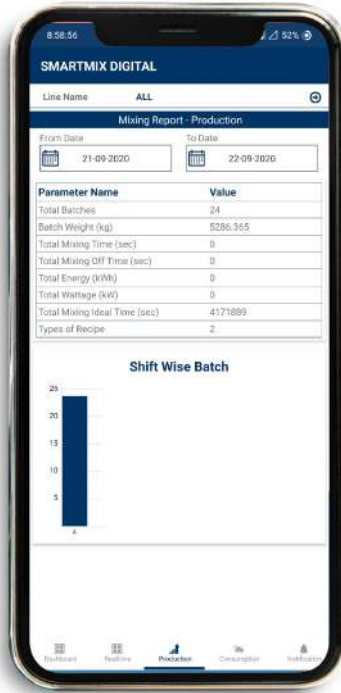 8:58:56 52%
SMARTMIX DIGITAL
Line Name ALL
Mixing Report - Production
From Date To Date
21-09-2020 22-09-2020
Parameter Name Value
Total Batches 24
Batch Weight (kg) 5286.365
Total Mixing Time (sec) 0
Total Mixing Off Time (sec) 0
Total Energy (kWh) 0
Total Wattage (kW) 0
Total Mixing Ideal Time (sec) 4171889
Types of Recipe 2
Shift Wise Batch
25
20
15
10
5
A
Dashboard Realtime Production Consumption Notification